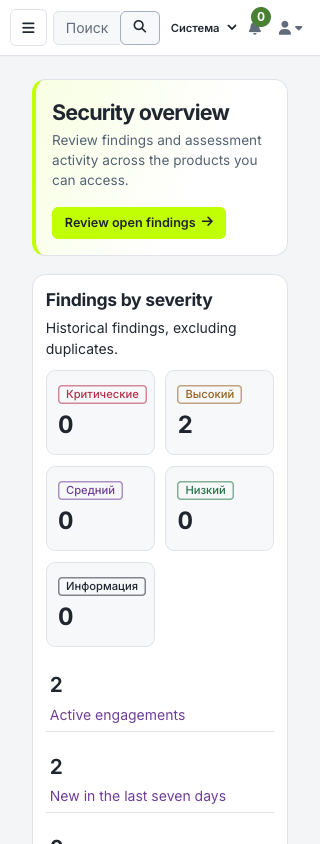 Поиск
Система
0
Security overview
Review findings and assessment
activity across the products you
can access.
Review open findings
Findings by severity
Historical findings, excluding
duplicates.
Критические
0
Высокий
2
Средний
0
Низкий
0
Информация
0
2
Active engagements
2
New in the last seven days